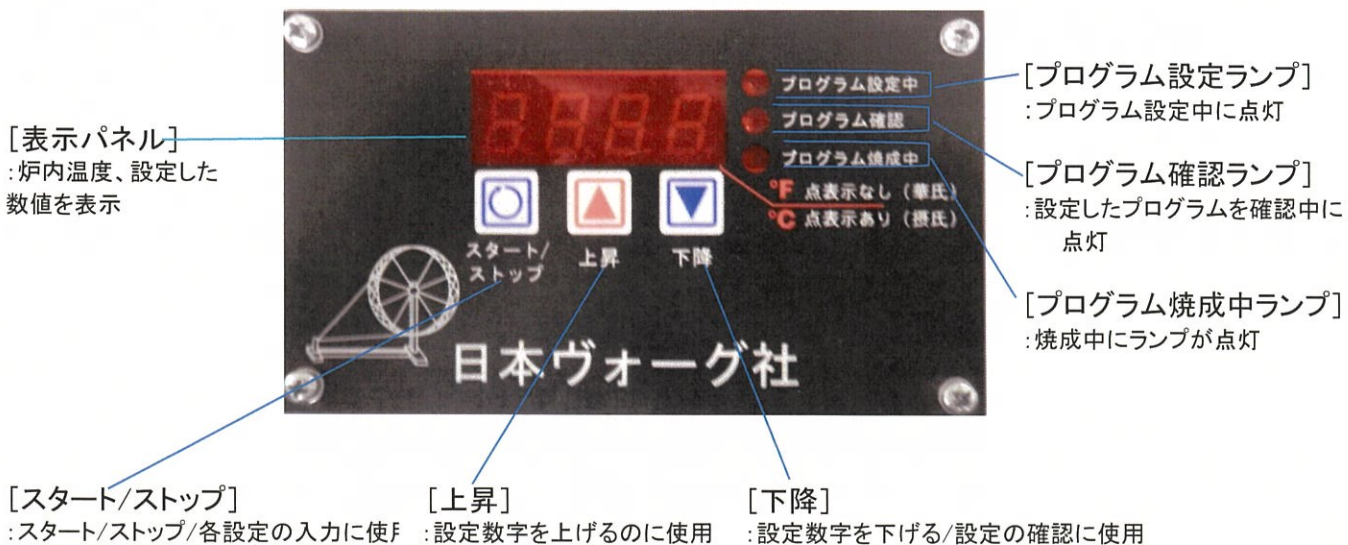 [表示パネル]
:炉内温度、設定した
数値を表示
プログラム設定中
プログラム確認
プログラム焼成中
°F 点表示なし（華氏）
°C 点表示あり（摂氏）
スタート/
ストップ
上昇
下降
日本ヴォーグ社
[プログラム設定ランプ]
:プログラム設定中に点灯
[プログラム確認ランプ]
:設定したプログラムを確認中に
点灯
[プログラム焼成中ランプ]
:焼成中にランプが点灯
[スタート/ストップ]
:スタート/ストップ/各設定の入力に使
[上昇]
:設定数字を上げるのに使用
[下降]
:設定数字を下げる/設定の確認に使用